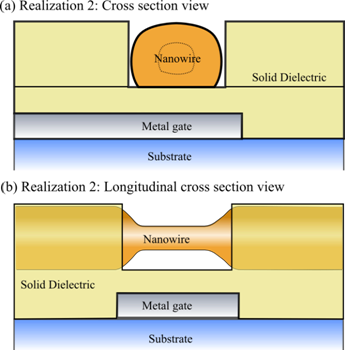 (a) Realization 2: Cross section view
Nanowire
Solid Dielectric
Metal gate
Substrate
(b) Realization 2: Longitudinal cross section view
Nanowire
Solid Dielectric
Metal gate
Substrate